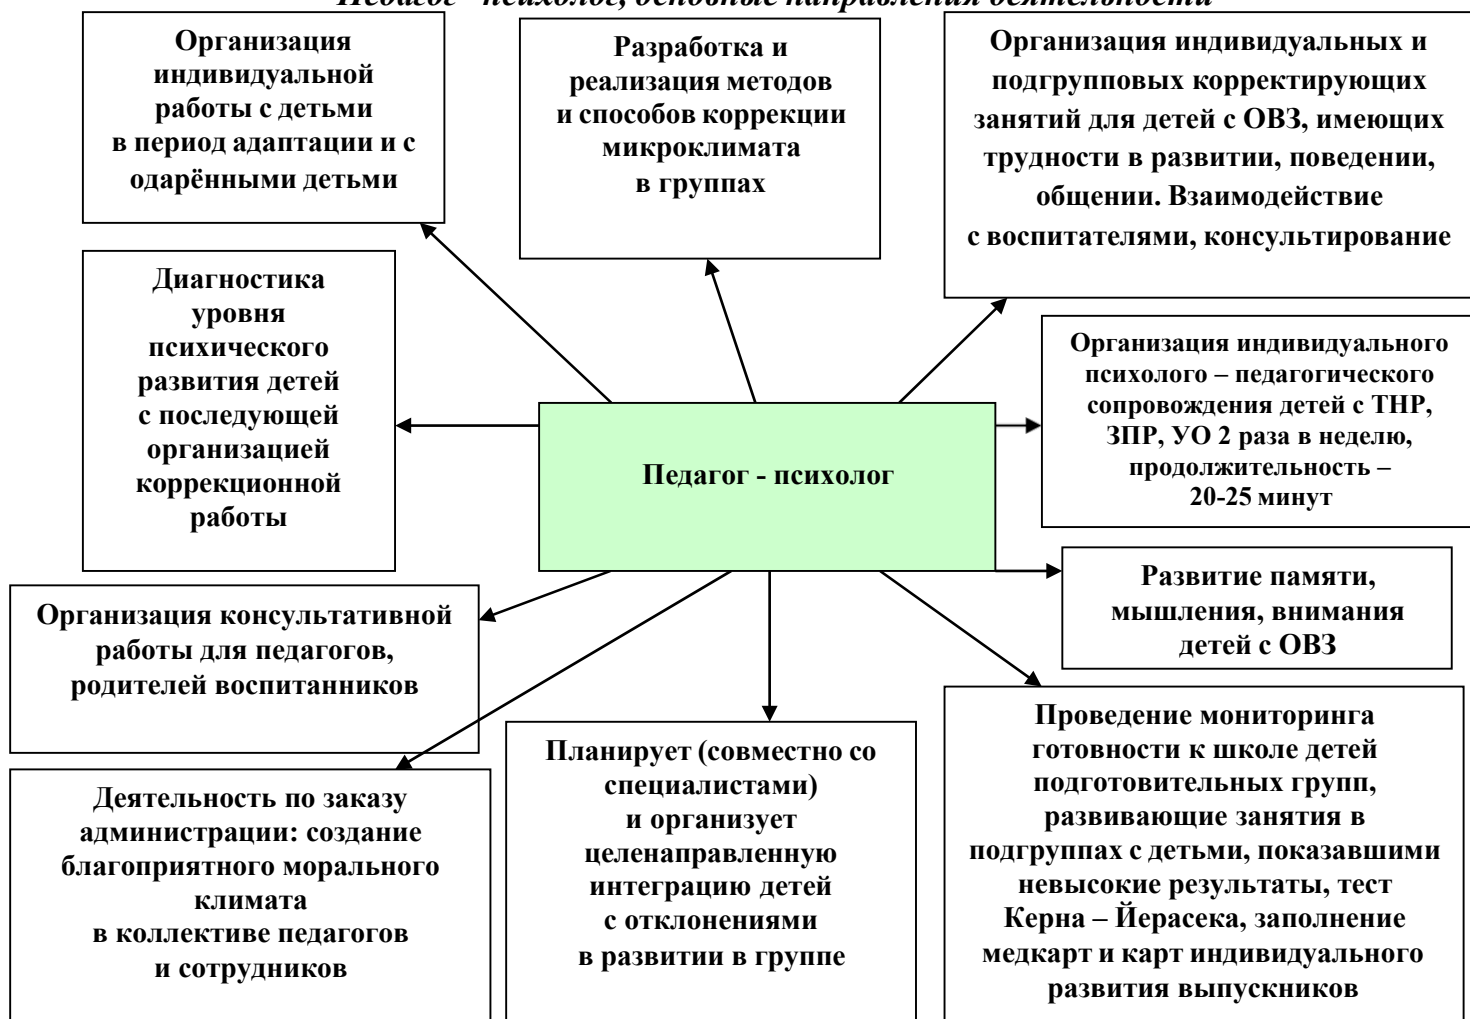 Педагог - психолог, основные направления деятельности
Организация
индивидуальной
работы с детьми
в период адаптации и с
одарёнными детьми
Разработка и
реализация методов
и способов коррекции
микроклимата
в группах
Организация индивидуальных и
подгрупповых корректирующих
занятий для детей с ОВЗ, имеющих
трудности в развитии, поведении,
общении. Взаимодействие
с воспитателями, консультирование
Диагностика
уровня
психического
развития детей
с последующей
организацией
коррекционной
работы
Педагог - психолог
Организация индивидуального
психолого – педагогического
сопровождения детей с ТНР,
ЗПР, УО 2 раза в неделю,
продолжительность –
20-25 минут
Развитие памяти,
мышления, внимания
детей с ОВЗ
Организация консультативной
работы для педагогов,
родителей воспитанников
Деятельность по заказу
администрации: создание
благоприятного морального
климата
в коллективе педагогов
и сотрудников
Планирует (совместно со
специалистами)
и организует
целенаправленную
интеграцию детей
с отклонениями
в развитии в группе
Проведение мониторинга
готовности к школе детей
подготовительных групп,
развивающие занятия в
подгруппах с детьми, показавшими
невысокие результаты, тест
Керна – Йерасека, заполнение
медкарт и карт индивидуального
развития выпускников